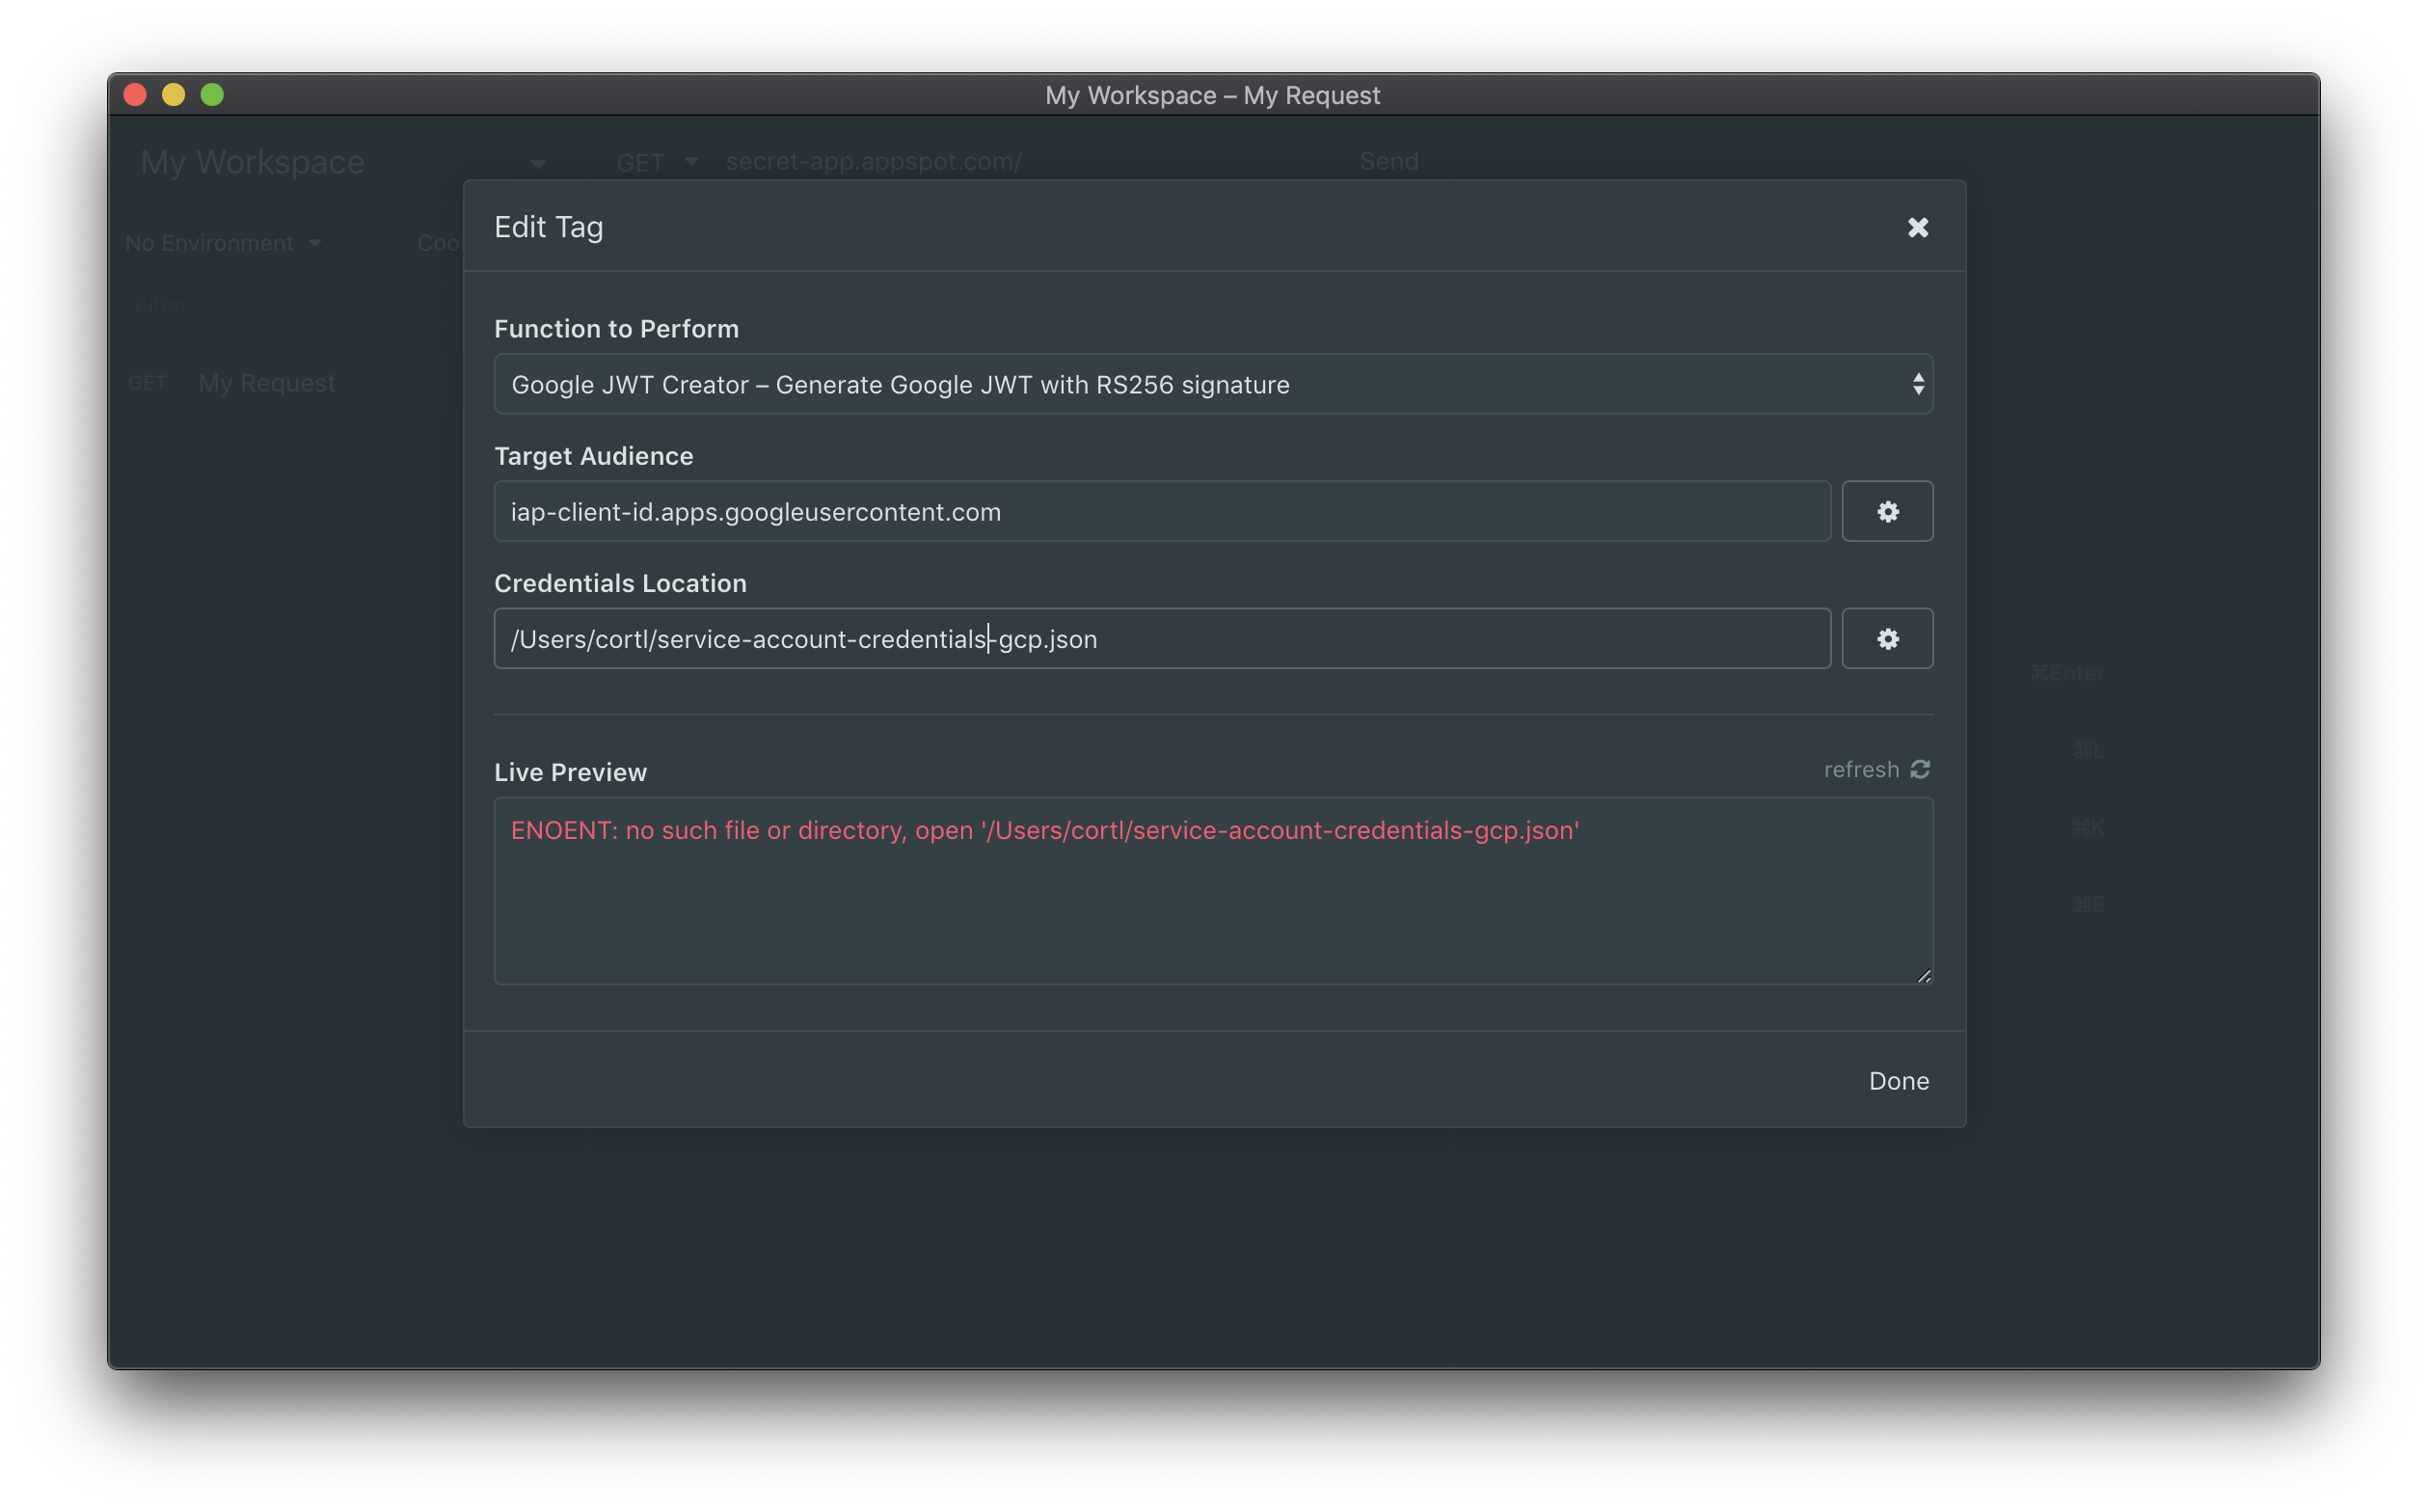 My Workspace – My Request
My Workspace
GET
secret-app.appspot.com/
Send
No Environment
Coo
Filter
GET
My Request
Edit Tag
Function to Perform
Google JWT Creator – Generate Google JWT with RS256 signature
Target Audience
iap-client-id.apps.googleusercontent.com
Credentials Location
/Users/cortl/service-account-credentials-gcp.json
Live Preview
refresh
ENOENT: no such file or directory, open '/Users/cortl/service-account-credentials-gcp.json'
Done
⌘Enter
⌘L
⌘K
⌘E